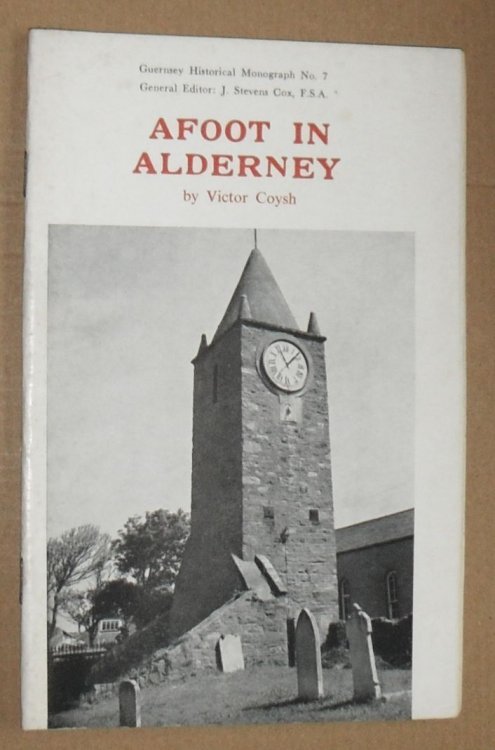 Guernsey Historical Monograph No. 7
General Editor: J. Stevens Cox, F.S.A.
AFOOT IN
ALDERNEY
by Victor Coysh